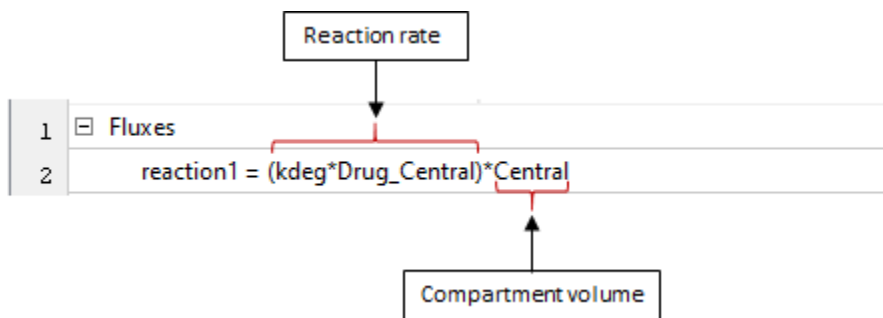 Reaction rate
1 Fluxes
2 reaction1 = (kdeg*Drug_Central)*Central
Compartment volume